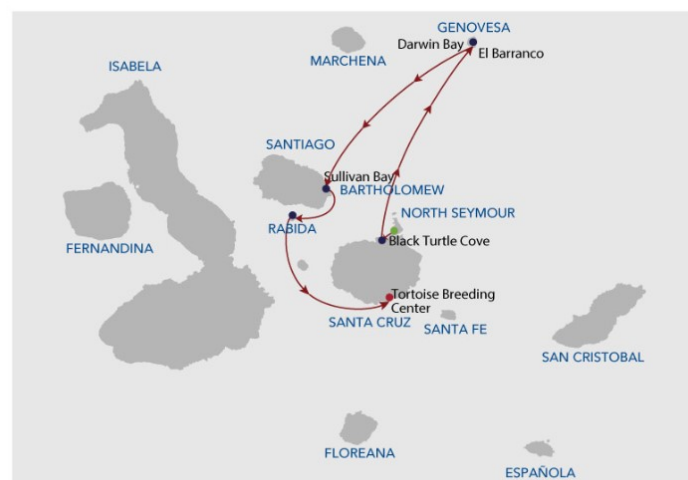 GENOVESA
Darwin Bay
El Barranco
MARCHENA
ISABELA
SANTIAGO
Sullivan Bay
BARTHOLOMEW
NORTH SEYMOUR
RABIDA
FERNANDINA
Black Turtle Cove
Tortoise Breeding
Center
SANTA CRUZ
SANTA FE
SAN CRISTOBAL
FLOREANA
ESPAÑOLA